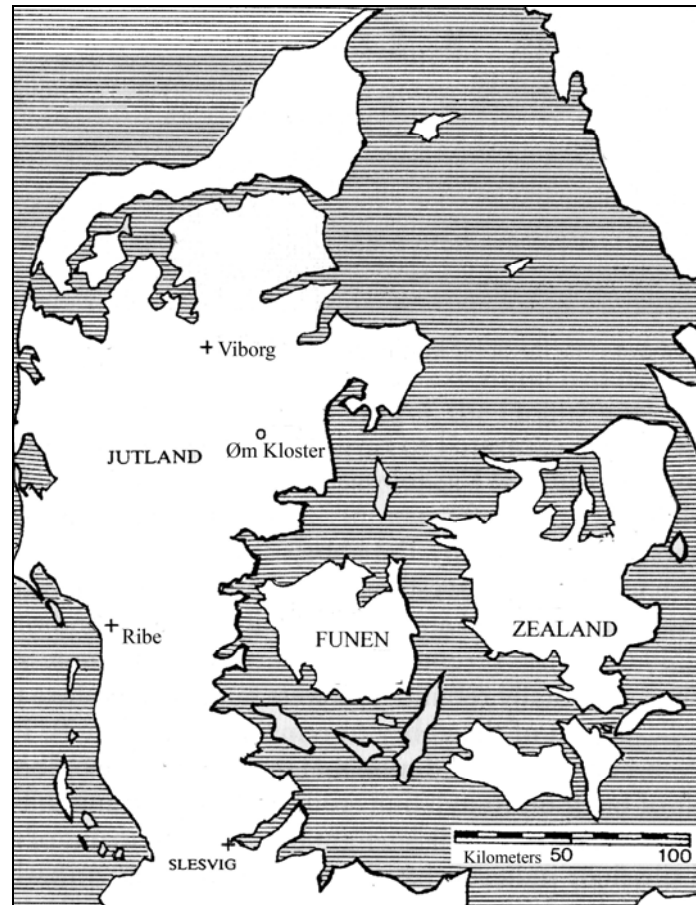 Viborg
Øm Kloster
JUTLAND
Ribe
FUNEN
ZEALAND
SLESVIG
Kilometers 50 100